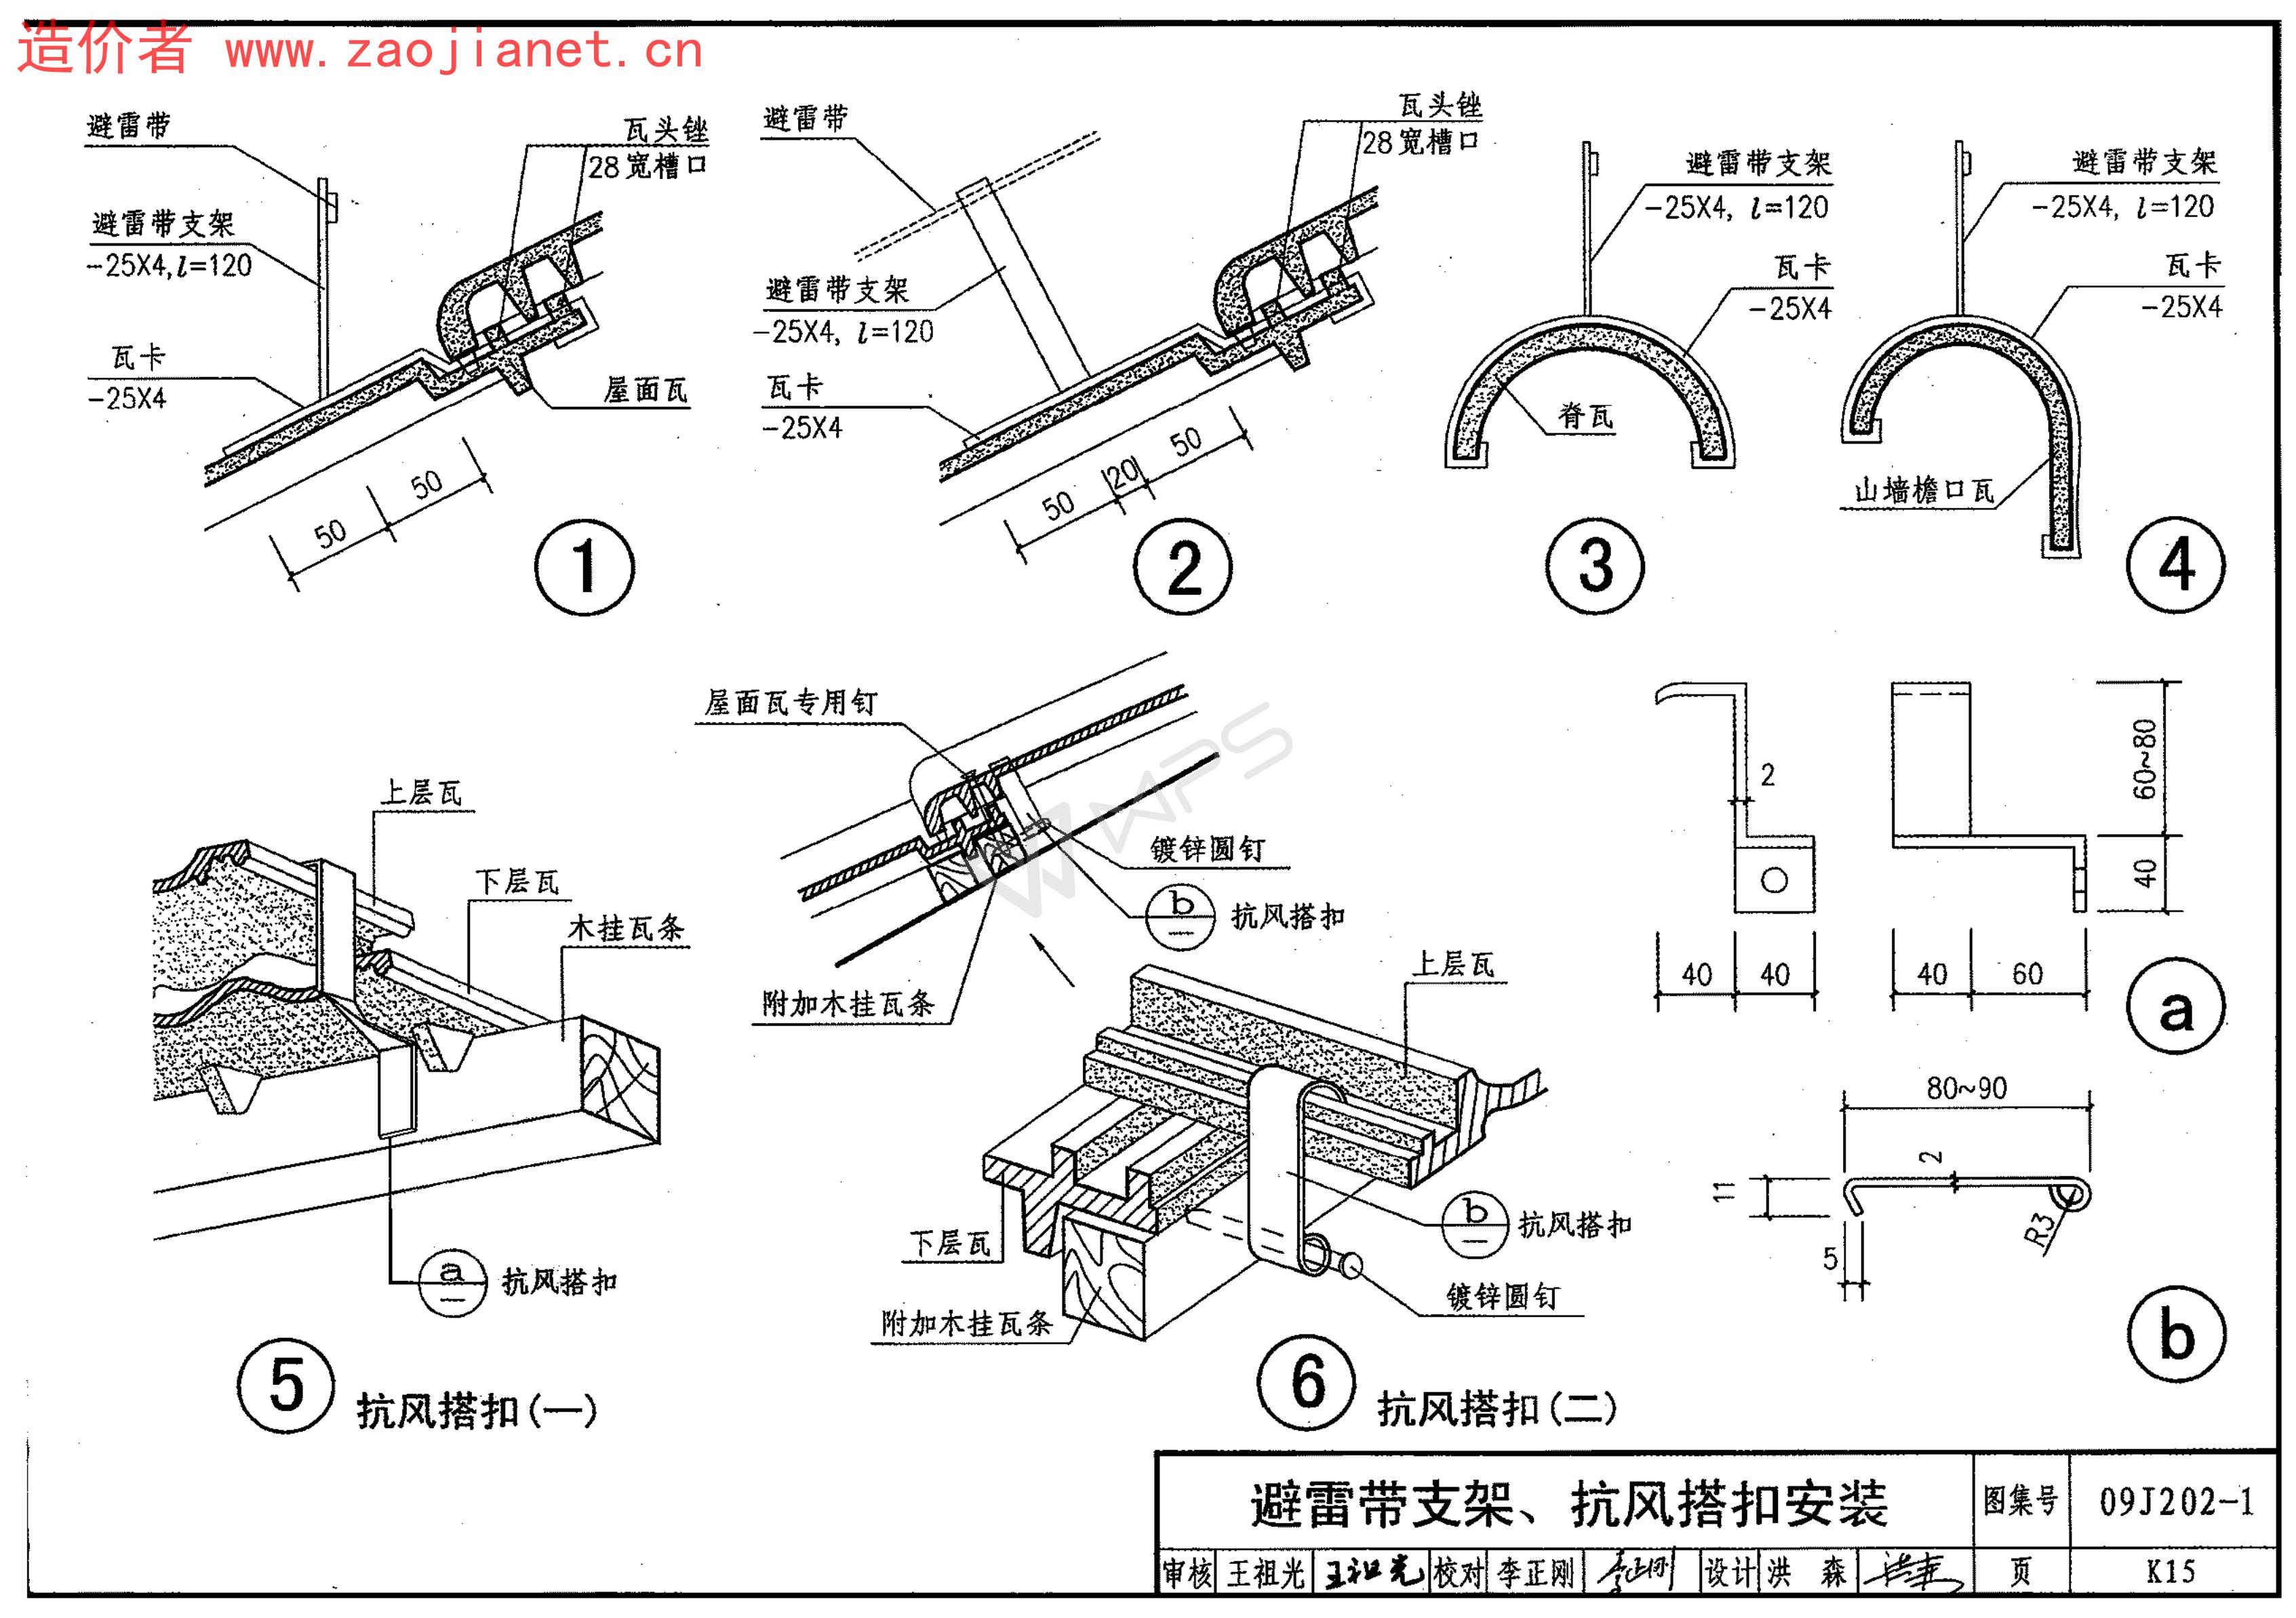 造价者 www.zaojianet.cn
避雷带
避雷带支架
-25X4,l=120
瓦卡
-25X4
瓦头锉
28宽槽口
屋面瓦
50
50
1
避雷带
避雷带支架
-25X4, l=120
瓦卡
-25X4
瓦头锉
28宽槽口
50
20
50
2
避雷带支架
-25X4, l=120
瓦卡
-25X4
脊瓦
3
避雷带支架
-25X4, l=120
瓦卡
-25X4
山墙檐口瓦
4
上层瓦
下层瓦
木挂瓦条
a
抗风搭扣
5 抗风搭扣(一)
屋面瓦专用钉
镀锌圆钉
b
抗风搭扣
附加木挂瓦条
WPS
上层瓦
下层瓦
b
抗风搭扣
镀锌圆钉
附加木挂瓦条
6 抗风搭扣(二)
2
60~80
40
40 40
40 60
a
80~90
2
11
5
R3
b
避雷带支架、抗风搭扣安装
图集号 09J202-1
审核 王祖光 王祖光 校对 李正刚 李正刚 设计 洪 森 洪森 页 K15